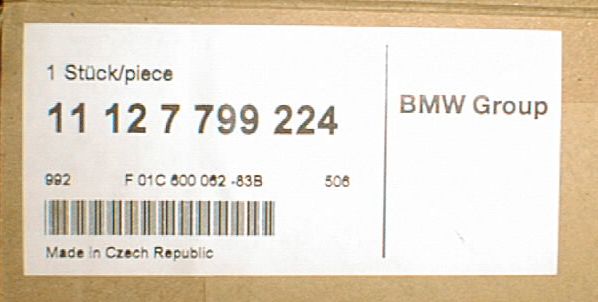 1 Stück/piece
11 12 7 799 224
BMW Group
992 F 01C 600 062 -83B 506
Made in Czech Republic